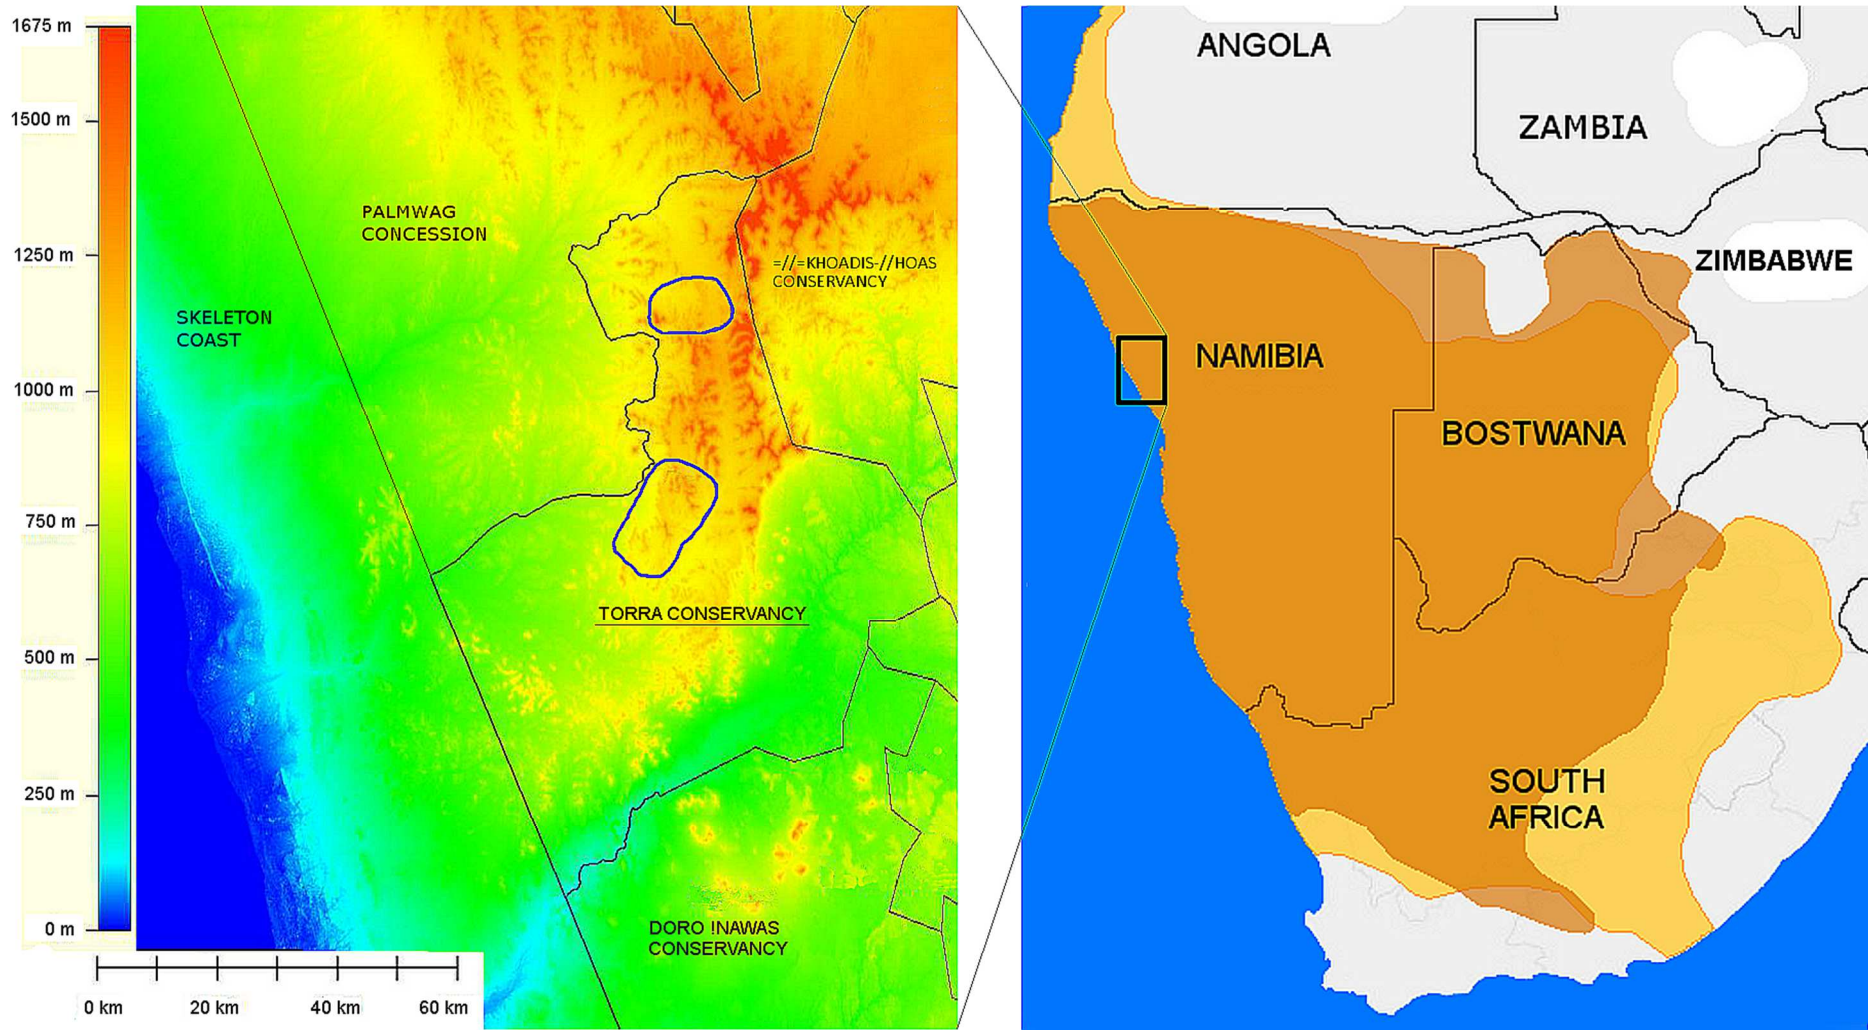 1675 m
1500 m
1250 m
1000 m
750 m
500 m
250 m
0 m
0 km
20 km
40 km
60 km
PALMWAG
CONCESSION
SKELETON
COAST
=//=KHOADIS-//HOAS
CONSERVANCY
TORRA CONSERVANCY
DORO !NAWAS
CONSERVANCY
ANGOLA
ZAMBIA
ZIMBABWE
NAMIBIA
BOSTWANA
SOUTH
AFRICA